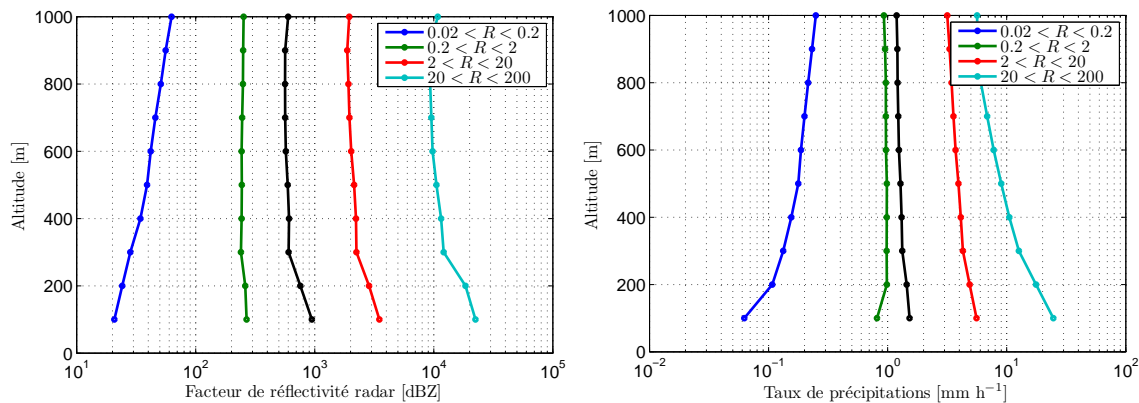 1000
800
600
400
200
0
Altitude [m]
10^1
10^2
10^3
10^4
10^5
Facteur de réflectivité radar [dBZ]
0.02 < R < 0.2
0.2 < R < 2
2 < R < 20
20 < R < 200
1000
800
600
400
200
0
Altitude [m]
10^−2
10^−1
10^0
10^1
10^2
Taux de précipitations [mm h^−1]
0.02 < R < 0.2
0.2 < R < 2
2 < R < 20
20 < R < 200